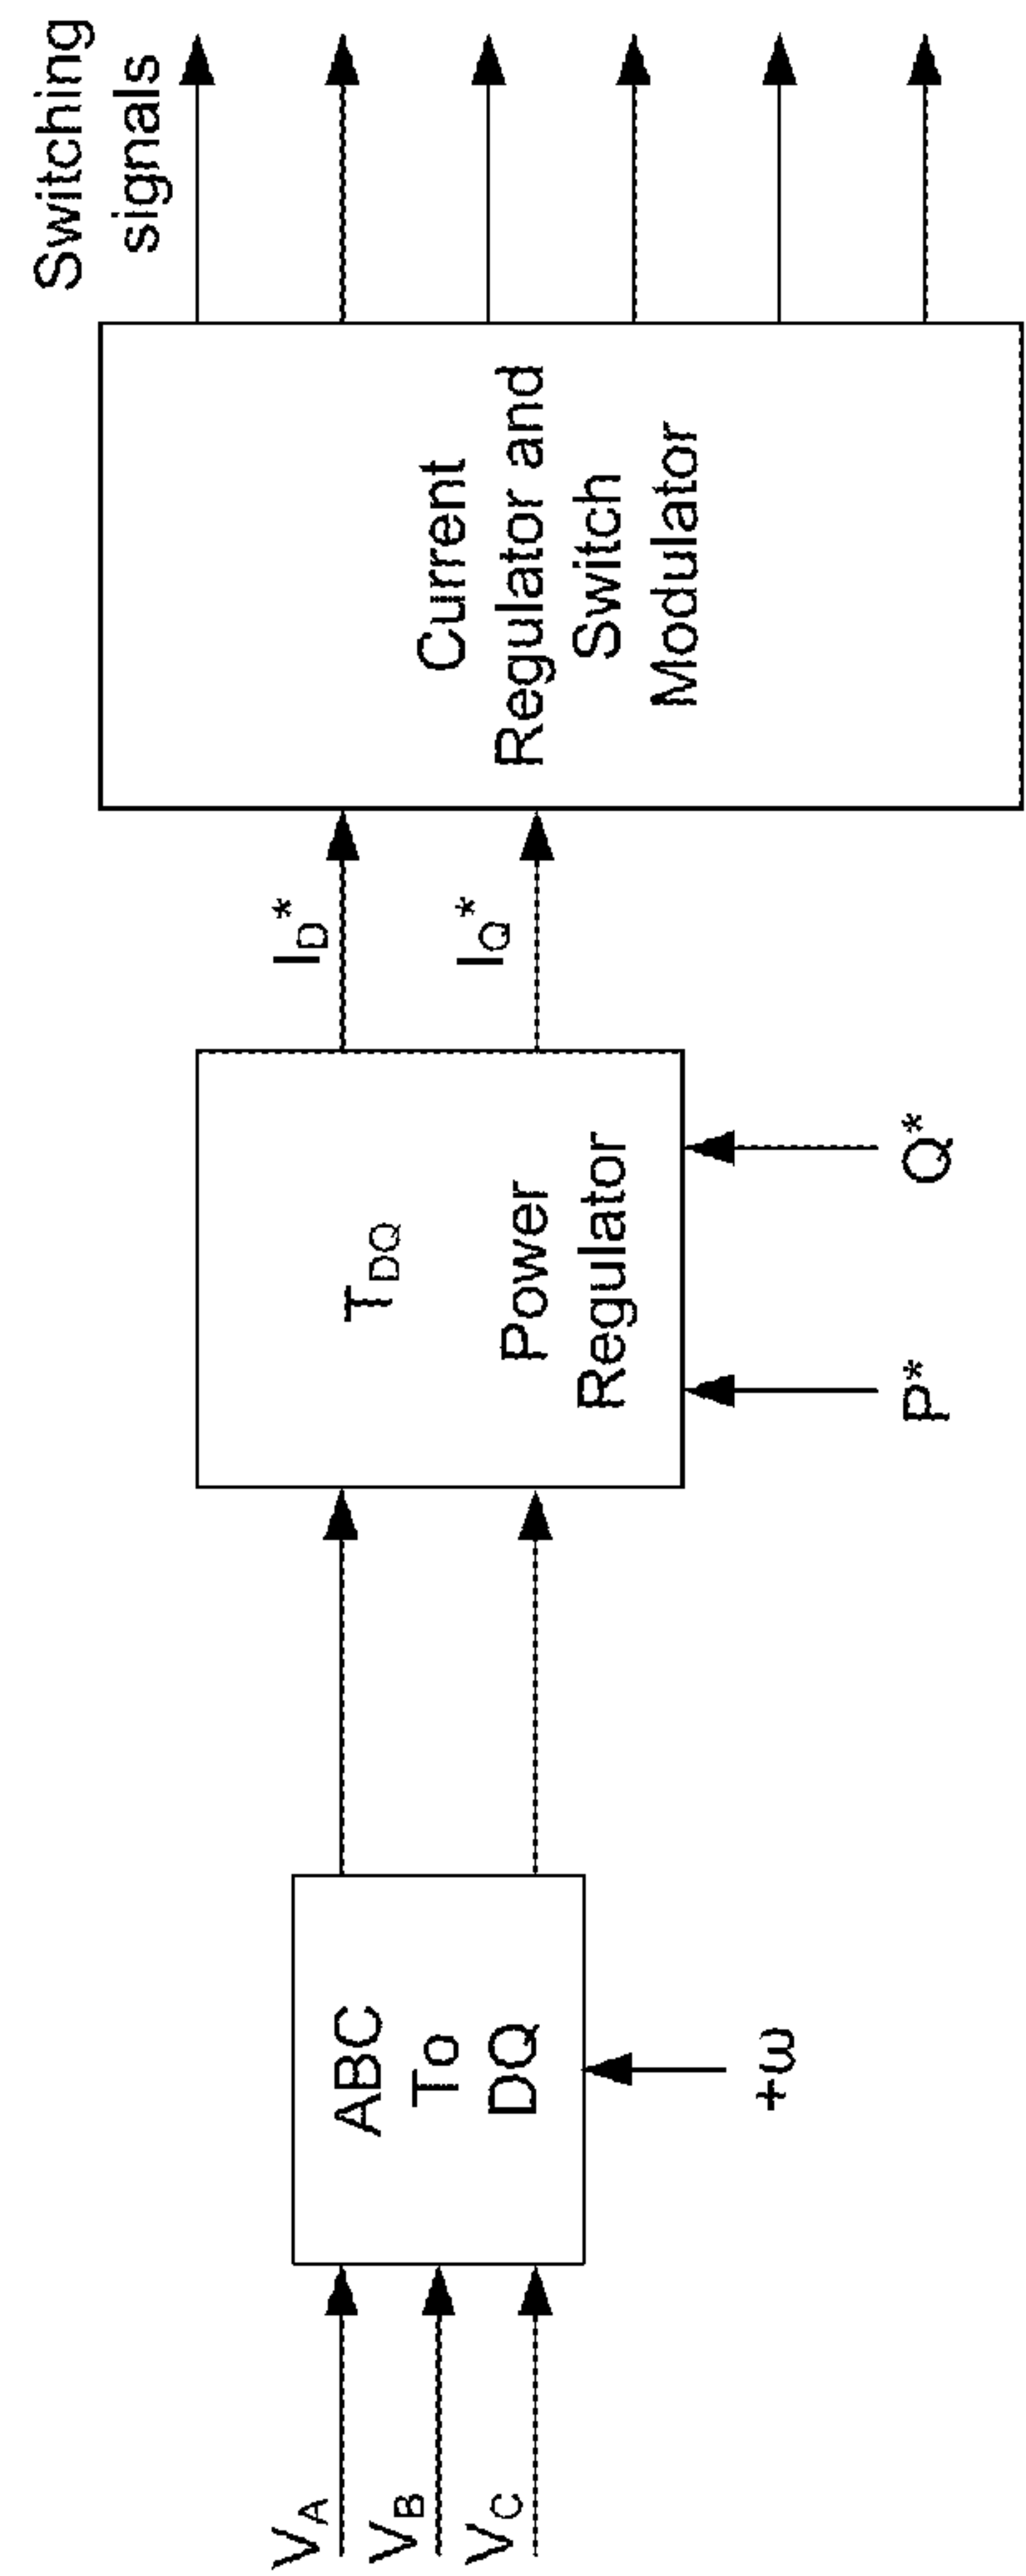 V_A
V_B
V_C
ABC
To
DQ
+ω
T_DQ
Power
Regulator
P*
Q*
I_D*
I_Q*
Current
Regulator and
Switch
Modulator
Switching
signals